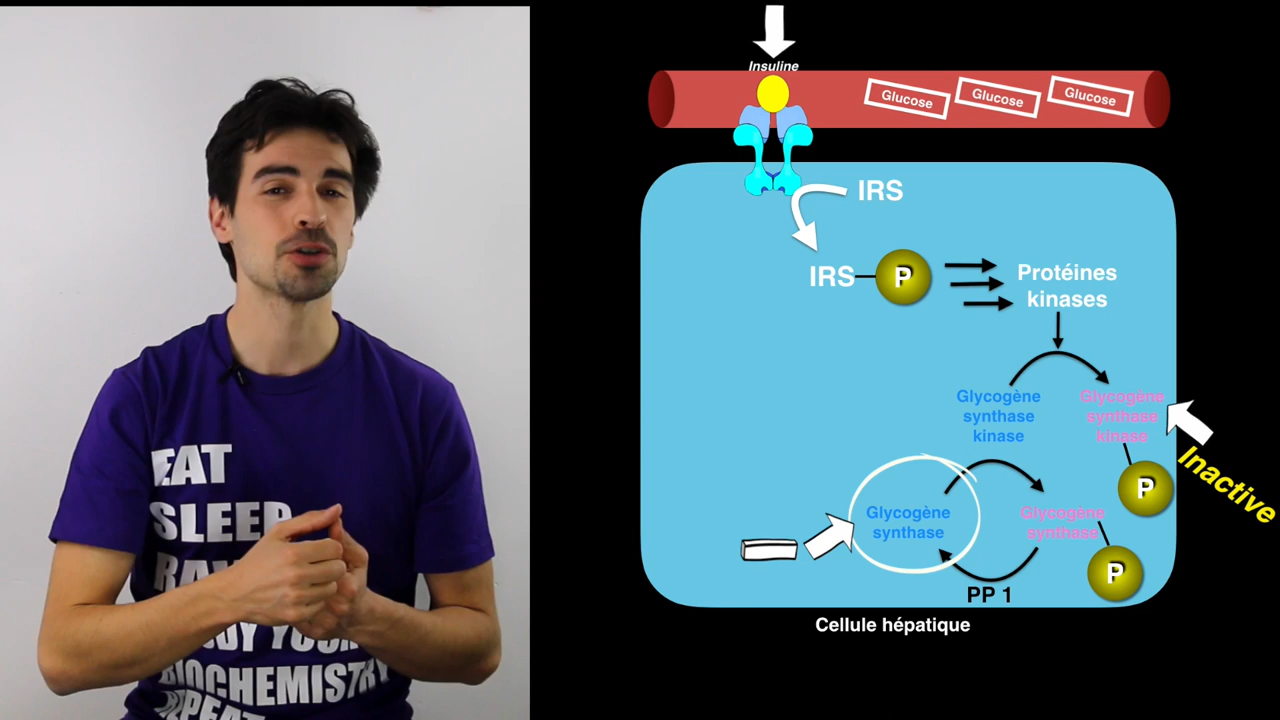 EAT
SLEEP
BIOCHEMISTRY
REPEAT
Insuline
Glucose
Glucose
Glucose
IRS
IRS
P
Protéines
kinases
Glycogène
synthase
kinase
Glycogène
synthase
kinase
P
Inactive
Glycogène
synthase
Glycogène
synthase
P
PP 1
Cellule hépatique